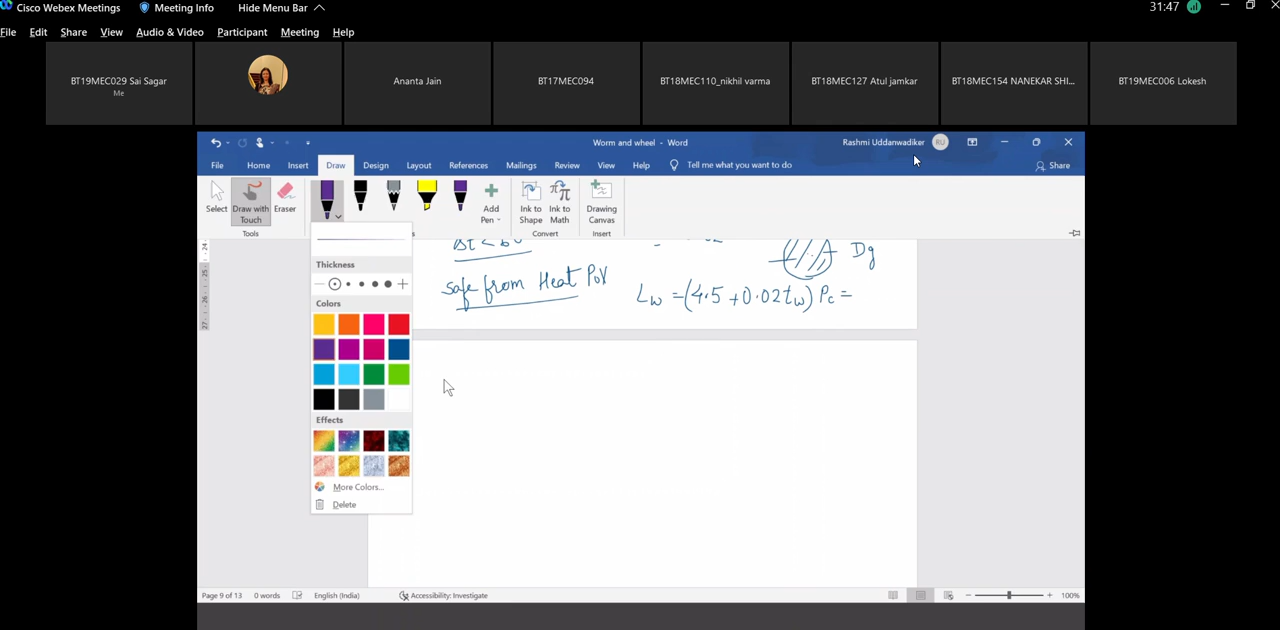 Cisco Webex Meetings Meeting Info Hide Menu Bar 31:47
File Edit Share View Audio & Video Participant Meeting Help
BT19MEC029 Sai Sagar
Me
Ananta Jain
BT17MEC094
BT18MEC110_nikhil varma
BT18MEC127 Atul jamkar
BT18MEC154 NANEKAR SHI...
BT19MEC006 Lokesh
Worm and wheel - Word Rashmi Uddanwadiker RU
File Home Insert Draw Design Layout References Mailings Review View Help Tell me what you want to do Share
Select Draw with Touch Eraser Add Pen Ink to Shape Ink to Math Drawing Canvas
Tools Convert Insert
Thickness
Colors
Effects
More Colors...
Delete
24
25
26
27
Dg
safe from Heat PoV
Lw =(4.5 +0.02tw) Pc =
Page 9 of 13 0 words English (India) Accessibility: Investigate 100%